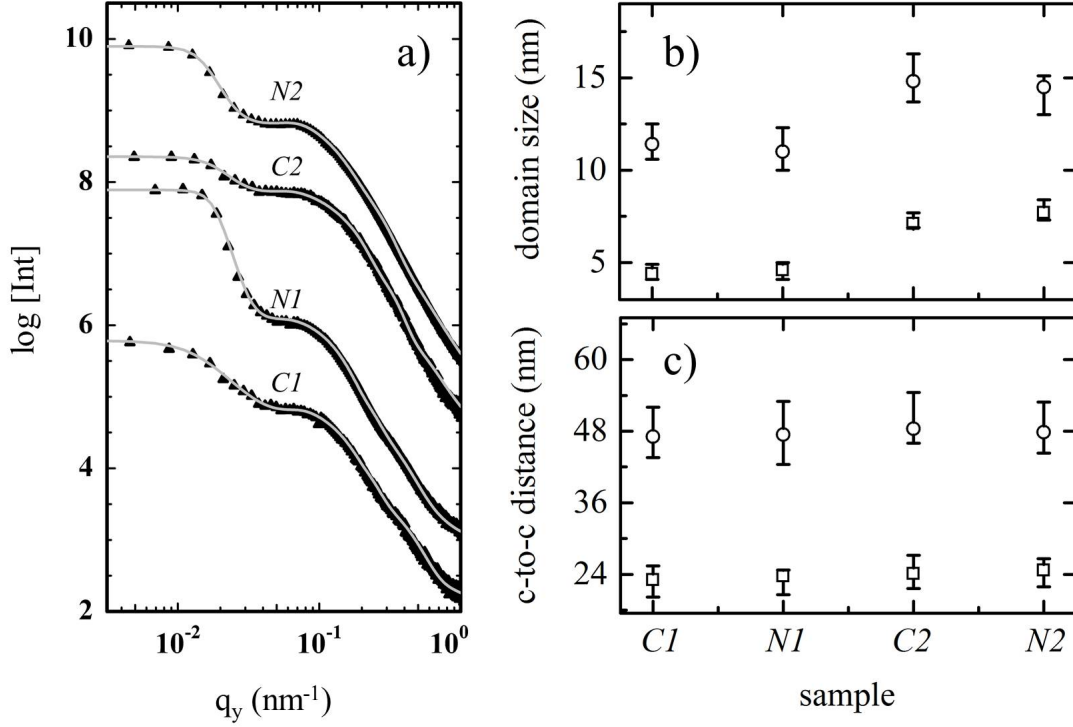 a)
log [Int]
10
8
6
4
2
N2
C2
N1
C1
10⁻²
10⁻¹
10⁰
q_y (nm⁻¹)
b)
domain size (nm)
15
10
5
c)
c-to-c distance (nm)
60
48
36
24
C1 N1 C2 N2
sample